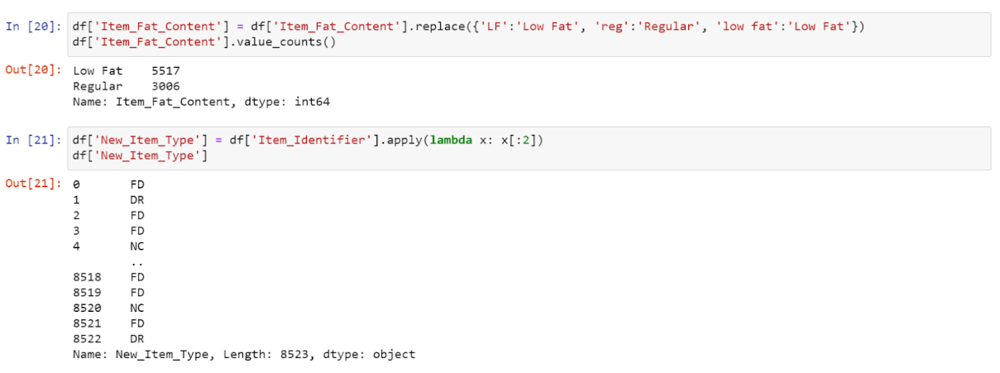 In [20]: df['Item_Fat_Content'] = df['Item_Fat_Content'].replace({'LF':'Low Fat', 'reg':'Regular', 'low fat':'Low Fat'})
df['Item_Fat_Content'].value_counts()
Out[20]: Low Fat    5517
Regular    3006
Name: Item_Fat_Content, dtype: int64
In [21]: df['New_Item_Type'] = df['Item_Identifier'].apply(lambda x: x[:2])
df['New_Item_Type']
Out[21]: 0       FD
1       DR
2       FD
3       FD
4       NC
        ..
8518    FD
8519    FD
8520    NC
8521    FD
8522    DR
Name: New_Item_Type, Length: 8523, dtype: object